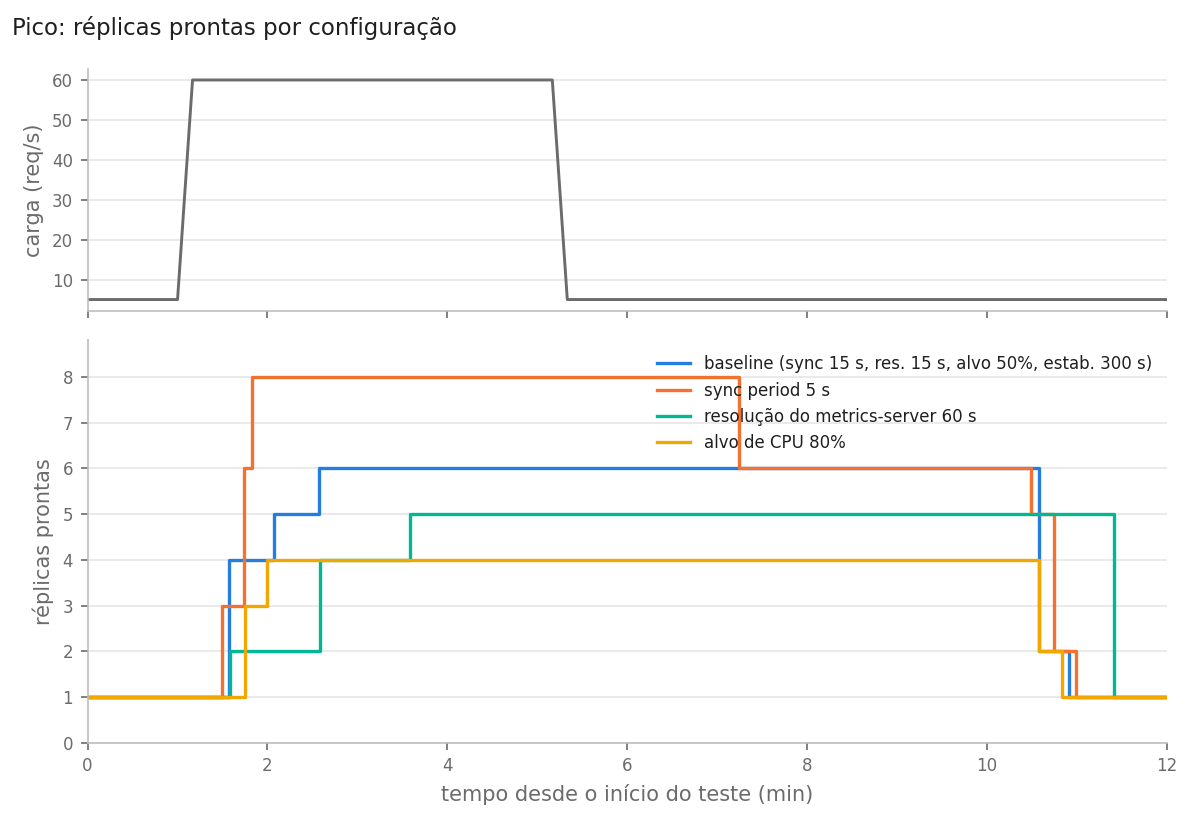 Pico: réplicas prontas por configuração
carga (req/s)
60
50
40
30
20
10
réplicas prontas
8
7
6
5
4
3
2
1
0
baseline (sync 15 s, res. 15 s, alvo 50%, estab. 300 s)
sync period 5 s
resolução do metrics-server 60 s
alvo de CPU 80%
0 2 4 6 8 10 12
tempo desde o início do teste (min)